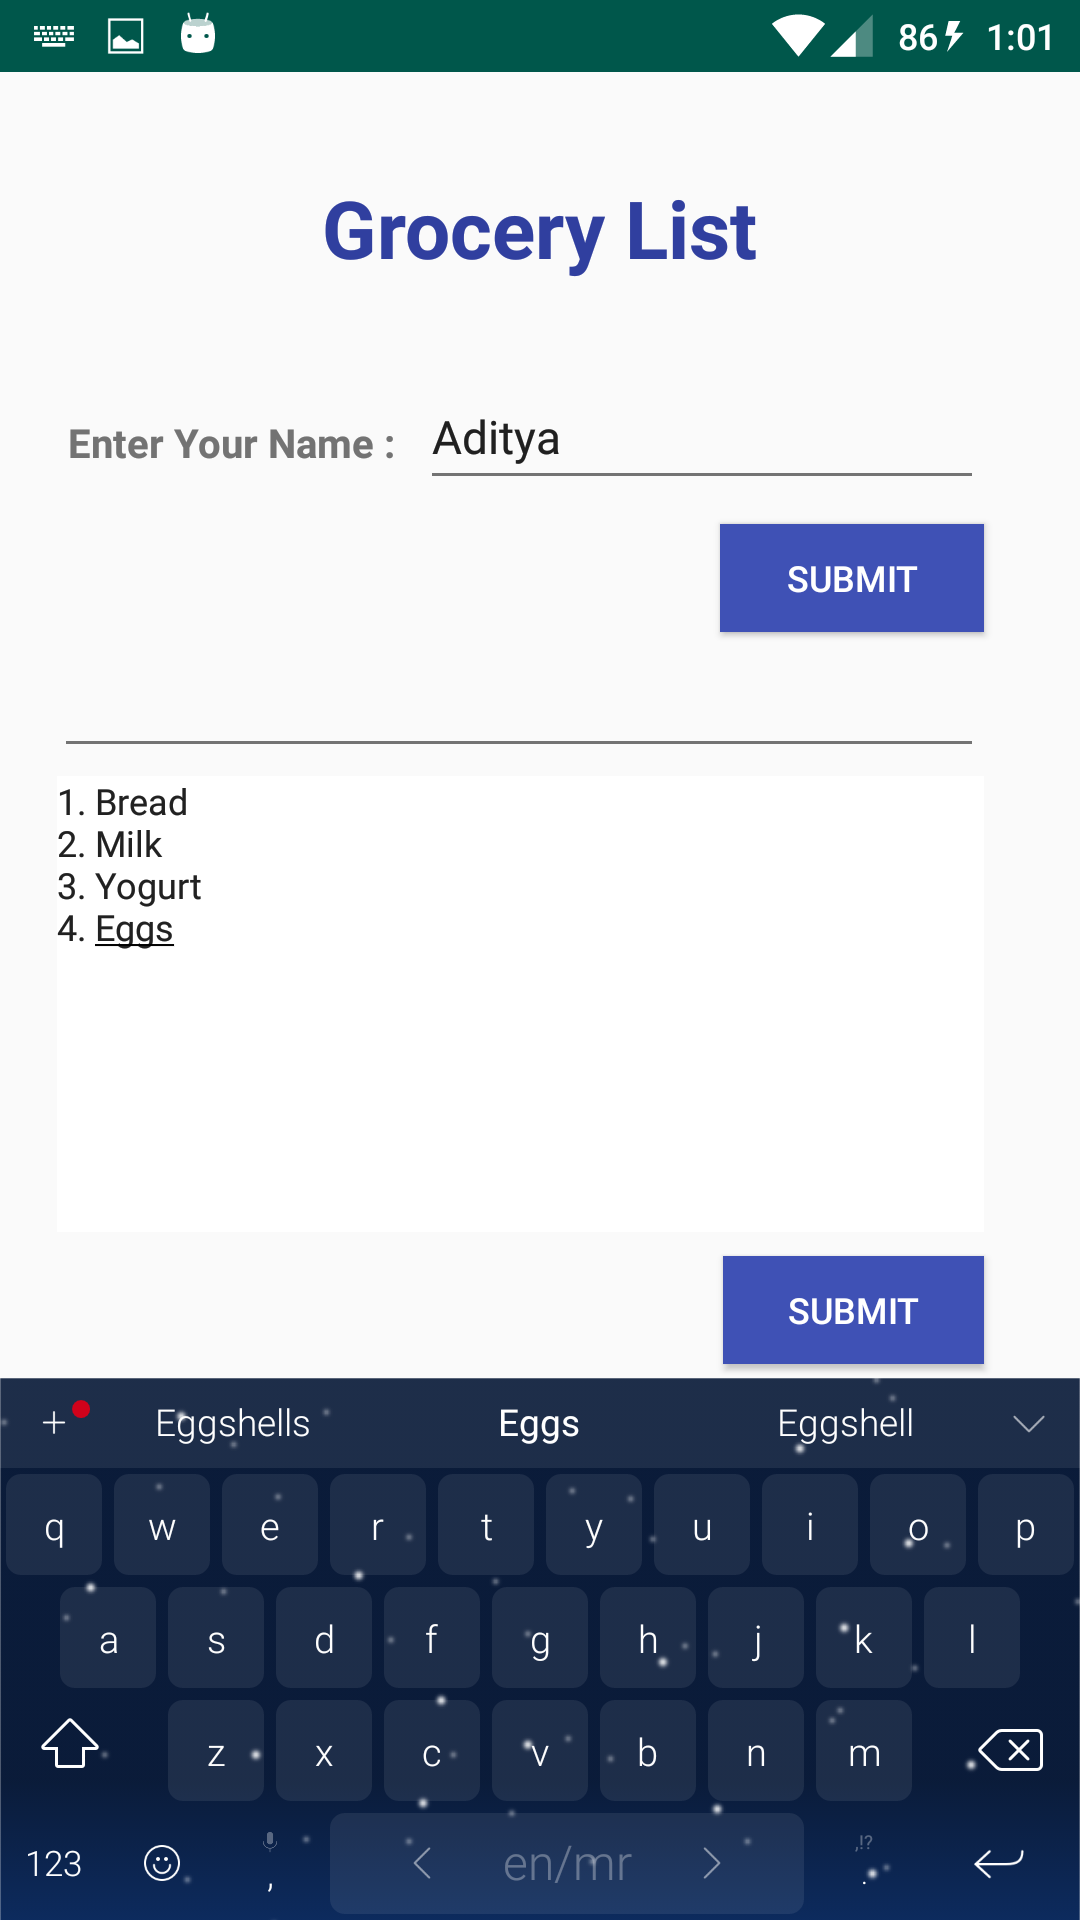 86 1:01
Grocery List
Enter Your Name : Aditya
SUBMIT
1. Bread
2. Milk
3. Yogurt
4. Eggs
SUBMIT
+ Eggshells Eggs Eggshell
q w e r t y u i o p
a s d f g h j k l
z x c v b n m
,!?
123 , < en/mr > .